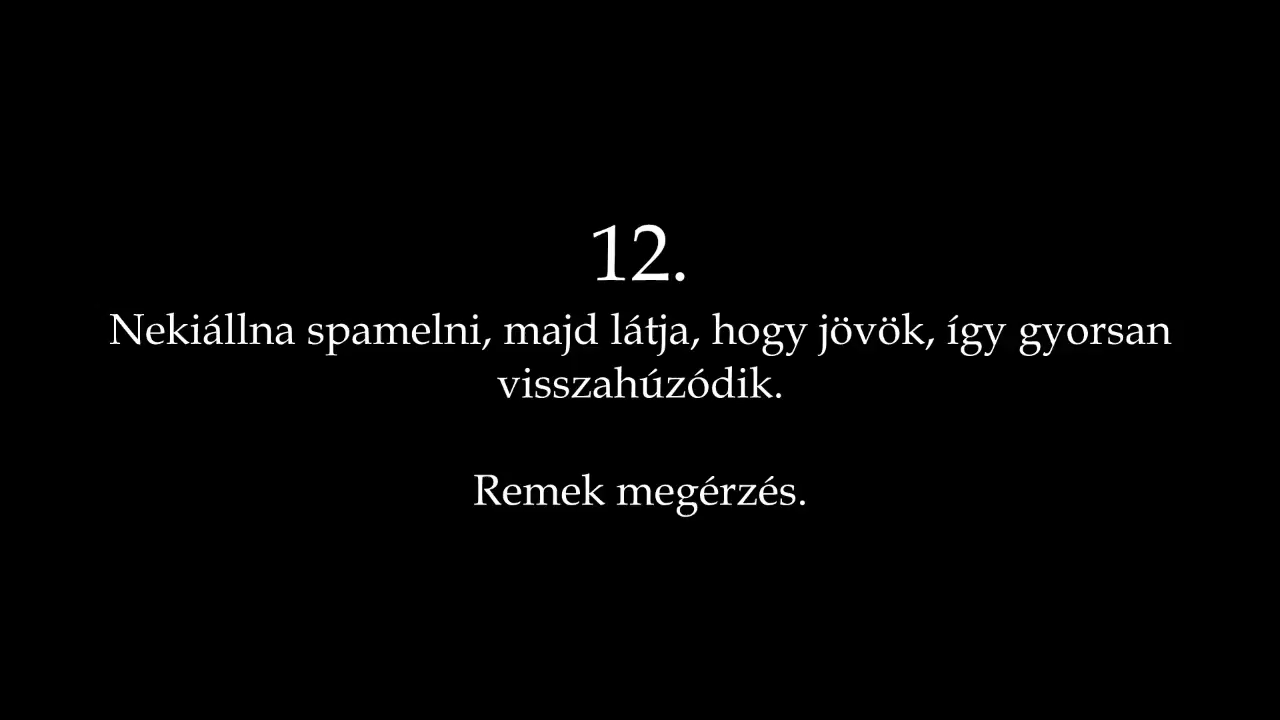 12.
Nekiállna spamelni, majd látja, hogy jövök, így gyorsan
visszahúzódik.
Remek megérzés.